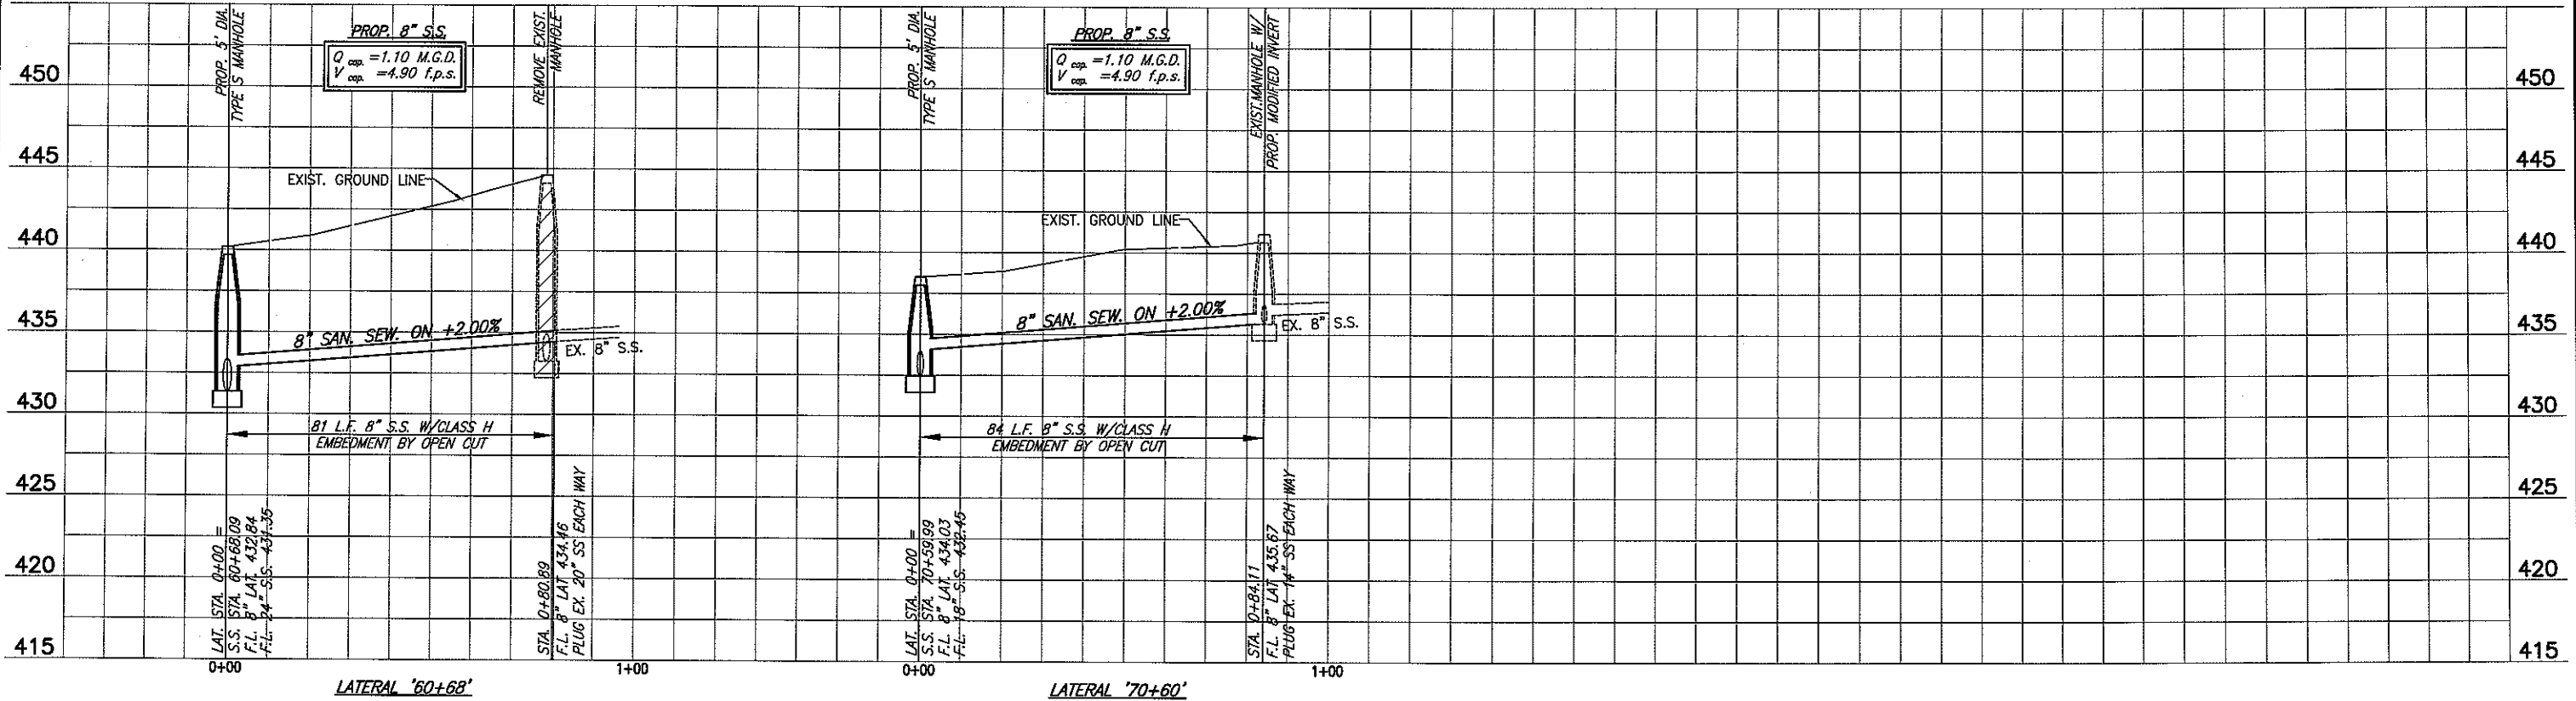 450
445
440
435
430
425
420
415
PROP. 5' DIA.
TYPE S MANHOLE
PROP. 8" S.S.
Q cap. =1.10 M.G.D.
V cap. =4.90 f.p.s.
REMOVE EXIST.
MANHOLE
EXIST. GROUND LINE
8" SAN. SEW. ON +2.00%
EX. 8" S.S.
81 L.F. 8" S.S. W/CLASS H
EMBEDMENT BY OPEN CUT
LAT. STA. 0+00 =
S.S. STA. 60+68.09
F.L. 8" LAT. 432.84
F.L. 24" S.S. 431.35
STA. 0+80.89
F.L. 8" LAT 434.46
PLUG EX. 20" SS EACH WAY
0+00
1+00
LATERAL '60+68'
PROP. 5' DIA.
TYPE S MANHOLE
PROP. 8" S.S.
Q cap. =1.10 M.G.D.
V cap. =4.90 f.p.s.
EXIST.MANHOLE W/
PROP. MODIFIED INVERT
EXIST. GROUND LINE
8" SAN. SEW. ON +2.00%
EX. 8" S.S.
84 L.F. 8" S.S. W/CLASS H
EMBEDMENT BY OPEN CUT
LAT. STA. 0+00 =
S.S. STA. 70+59.99
F.L. 8" LAT. 434.03
F.L. 18" S.S. 432.45
STA. 0+84.11
F.L. 8" LAT 435.67
PLUG EX. 14" SS EACH WAY
0+00
1+00
LATERAL '70+60'
450
445
440
435
430
425
420
415